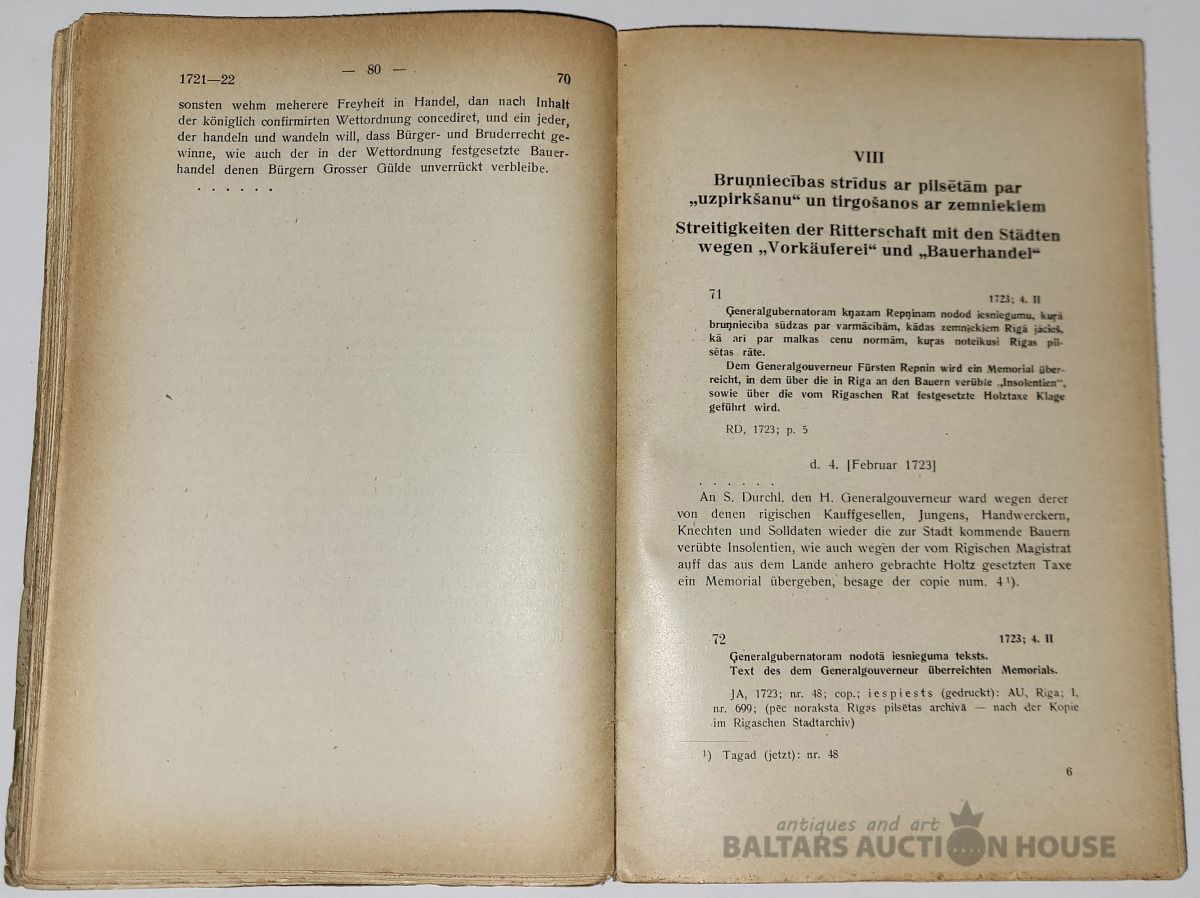 1721—22
— 80 —
70
sonsten wehm meherere Freyheit in Handel, dan nach Inhalt
der königlich confirmirten Wettordnung concediret, und ein jeder,
der handeln und wandeln will, dass Bürger- und Bruderrecht ge-
winne, wie auch der in der Wettordnung festgesetzte Bauer-
handel denen Bürgern Grosser Gülde unverrückt verbleibe.
. . . . . .
VIII
Bruņniecības strīdus ar pilsētām par
„uzpirkšanu“ un tirgošanos ar zemniekiem
Streitigkeiten der Ritterschaft mit den Städten
wegen „Vorkäuferei“ und „Bauerhandel“
71
1723; 4. II
Ģeneralgubernatoram kņazam Repņinam nodod iesniegumu, kuŗā
bruņniecība sūdzas par varmācībām, kādas zemniekiem Rīgā jācieš,
kā arī par malkas cenu normām, kuŗas noteikusi Rīgas pil-
sētas rāte.
Dem Generalgouverneur Fürsten Repnin wird ein Memorial über-
reicht, in dem über die in Riga an den Bauern verübte „Insolentien“,
sowie über die vom Rigaschen Rat festgesetzte Holztaxe Klage
geführt wird.
RD, 1723; p. 5
d. 4. [Februar 1723]
. . . . . .
An S. Durchl. den H. Generalgouverneur ward wegen derer
von denen rigischen Kauffgesellen, Jungens, Handwerckern,
Knechten und Solldaten wieder die zur Stadt kommende Bauern
verübte Insolentien, wie auch wegen der vom Rigischen Magistrat
auff das aus dem Lande anhero gebrachte Holtz gesetzten Taxe
ein Memorial übergeben, besage der copie num. 4¹).
72
1723; 4. II
Ģeneralgubernatoram nodotā iesnieguma teksts.
Text des dem Generalgouverneur überreichten Memorials.
JA, 1723; nr. 48; cop.; iespiests (gedruckt): AU, Riga; I,
nr. 699; (pēc noraksta Rīgas pilsētas archivā — nach der Kopie
im Rigaschen Stadtarchiv)
¹) Tagad (jetzt): nr. 48
6
antiques and art
BALTARS AUCTION HOUSE